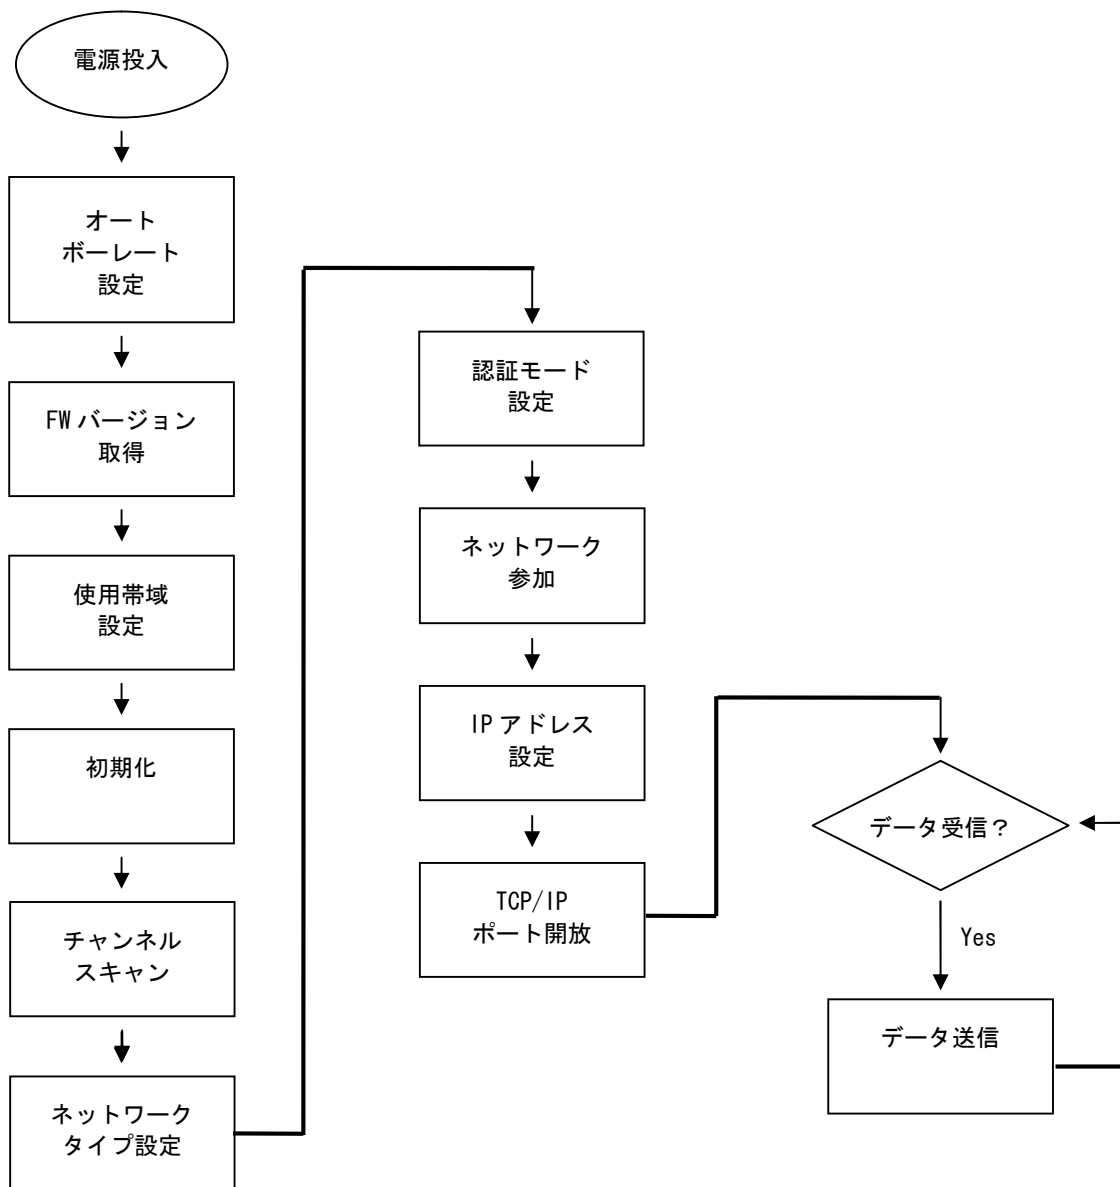 電源投入
オート
ボーレート
設定
FW バージョン
取得
使用帯域
設定
初期化
チャンネル
スキャン
ネットワーク
タイプ設定
認証モード
設定
ネットワーク
参加
IP アドレス
設定
TCP/IP
ポート開放
データ受信？
Yes
データ送信